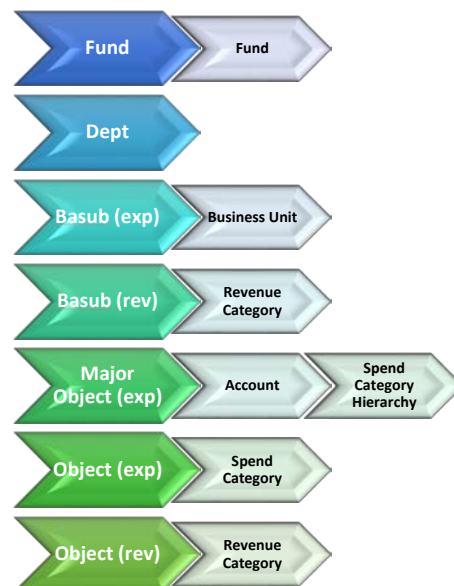 Fund Fund
Dept
Basub (exp) Business Unit
Basub (rev) Revenue
Category
Major
Object (exp) Account Spend
Category
Hierarchy
Object (exp) Spend
Category
Object (rev) Revenue
Category